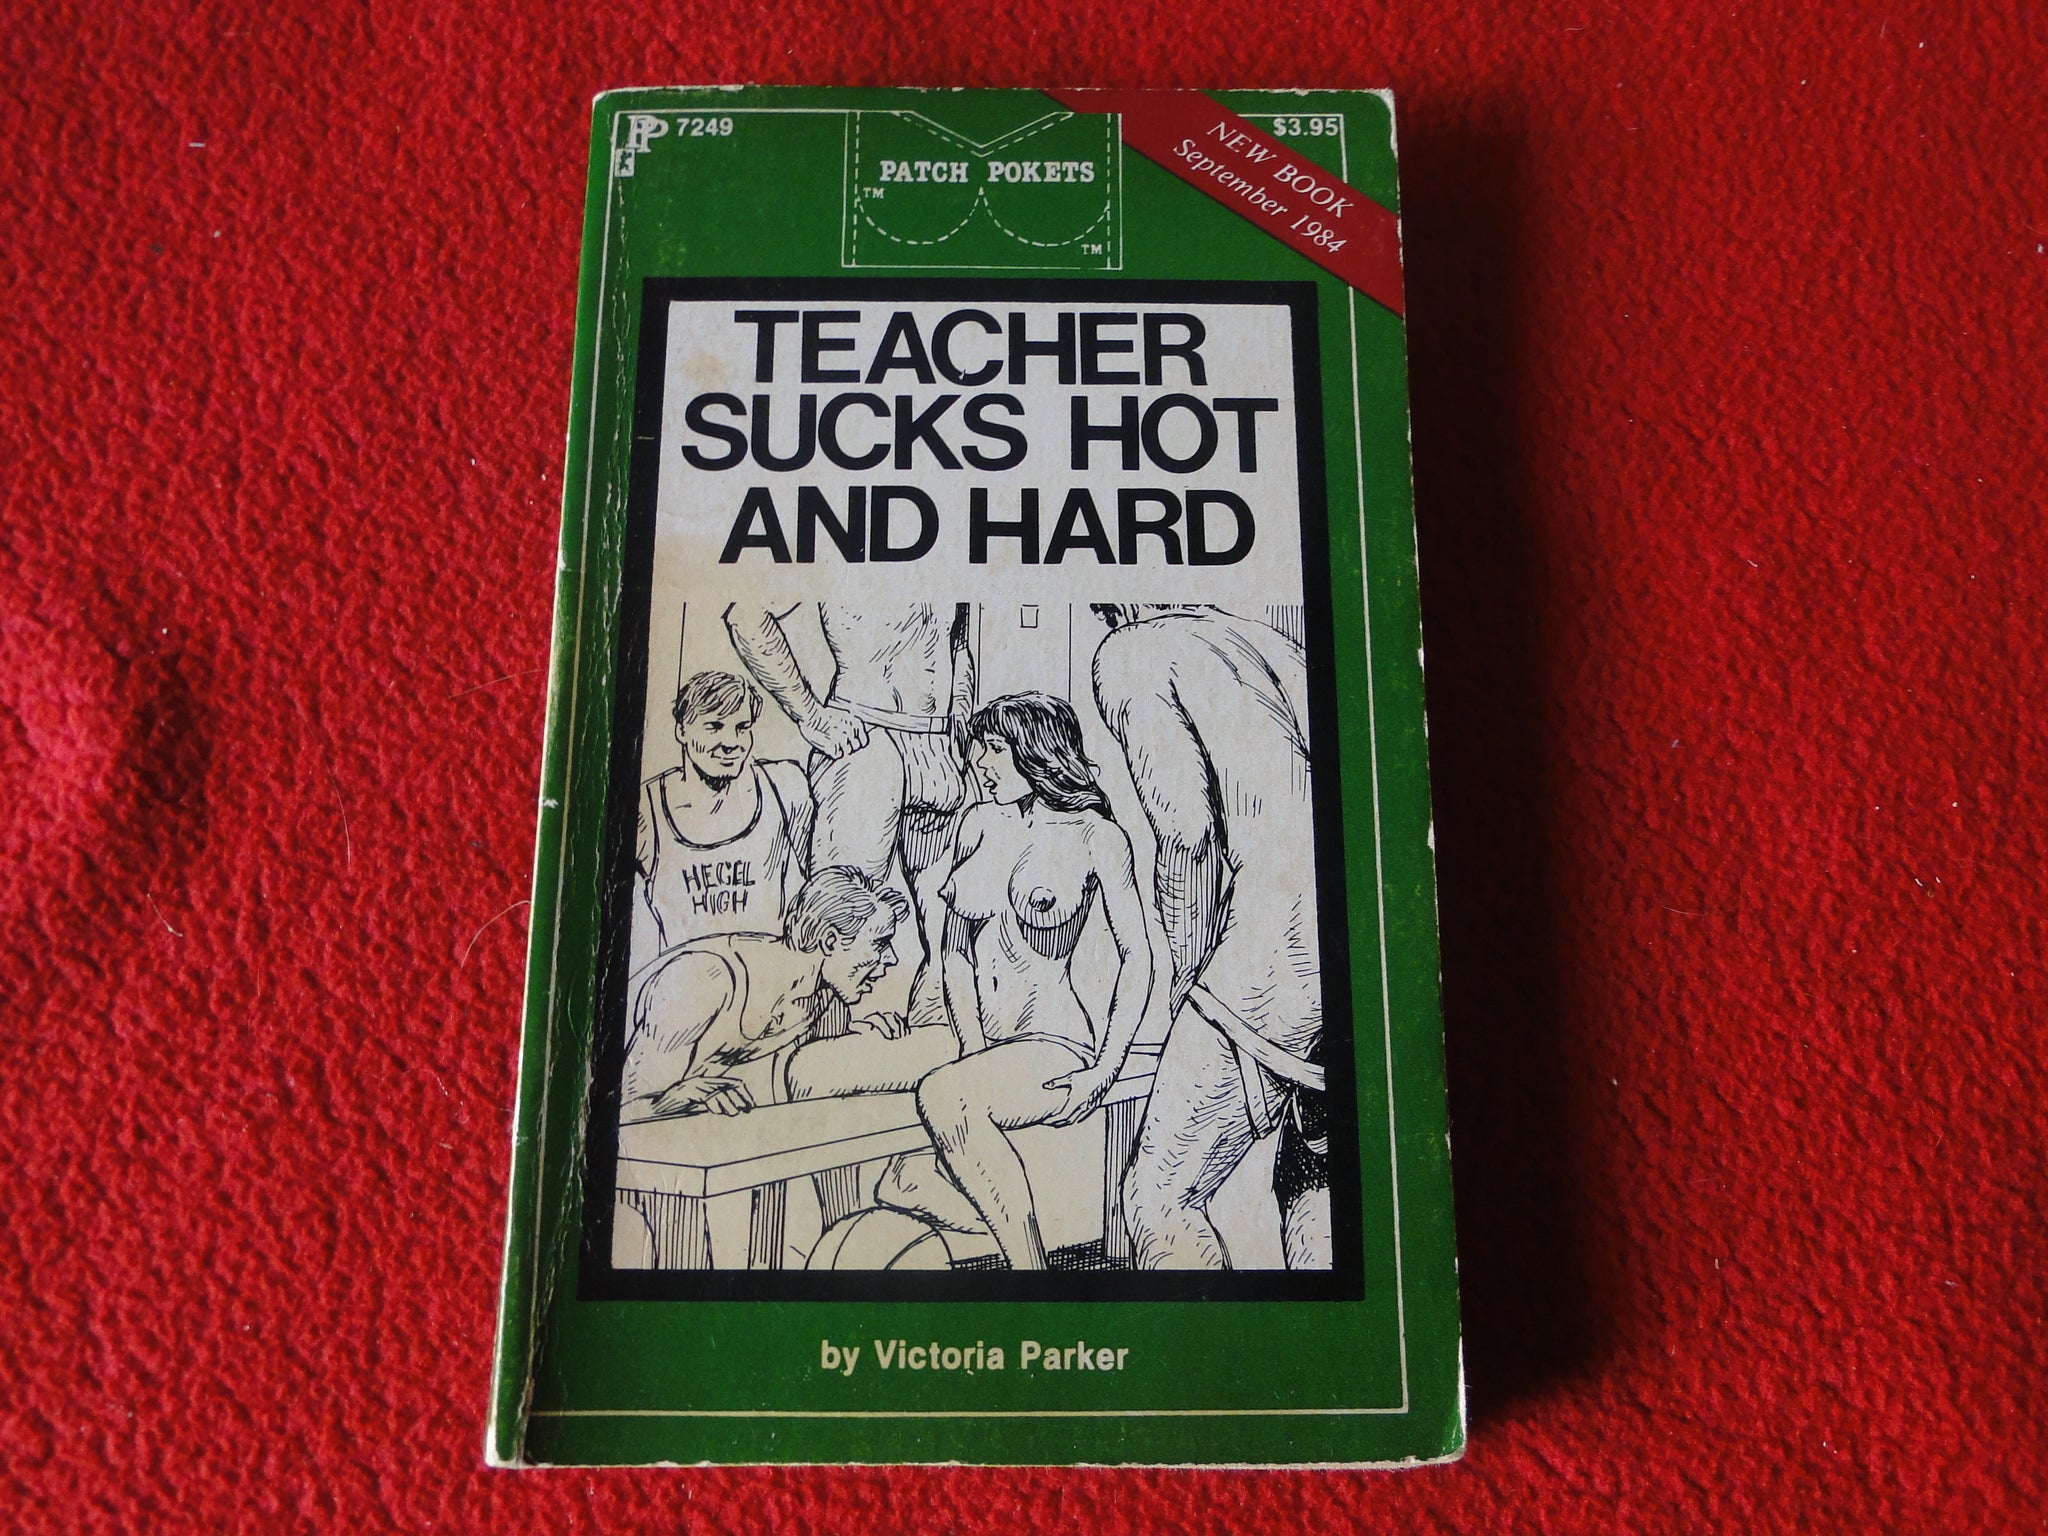 PP 7249
$3.95
PATCH POKETS
TM
TM
NEW BOOK
September 1984
TEACHER
SUCKS HOT
AND HARD
HEGEL
HIGH
by Victoria Parker